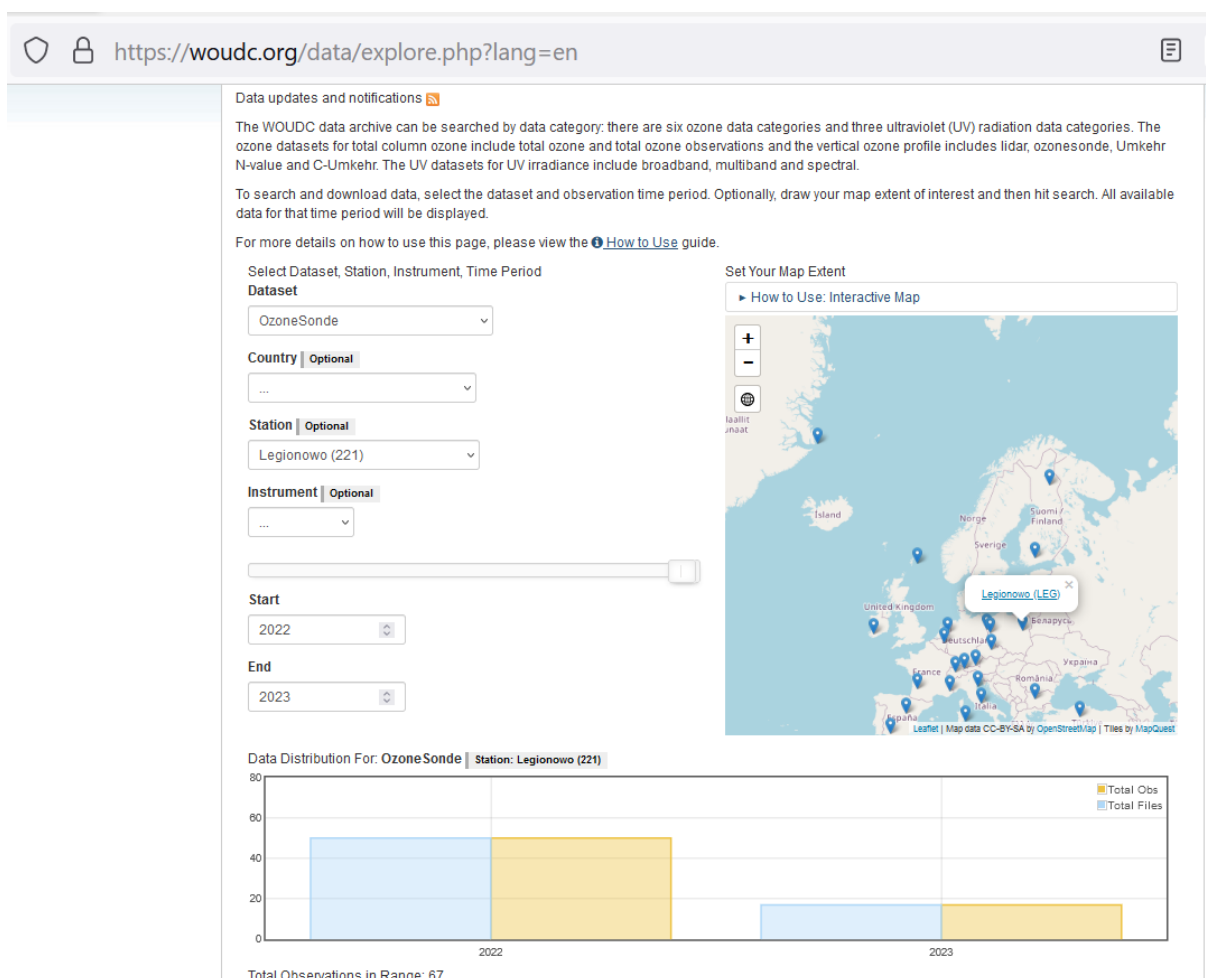 https://woudc.org/data/explore.php?lang=en
Data updates and notifications
The WOUDC data archive can be searched by data category: there are six ozone data categories and three ultraviolet (UV) radiation data categories. The
ozone datasets for total column ozone include total ozone and total ozone observations and the vertical ozone profile includes lidar, ozonesonde, Umkehr
N-value and C-Umkehr. The UV datasets for UV irradiance include broadband, multiband and spectral.
To search and download data, select the dataset and observation time period. Optionally, draw your map extent of interest and then hit search. All available
data for that time period will be displayed.
For more details on how to use this page, please view the How to Use guide.
Select Dataset, Station, Instrument, Time Period
Dataset
OzoneSonde
Country Optional
...
Station Optional
Legionowo (221)
Instrument Optional
...
Start
2022
End
2023
Set Your Map Extent
How to Use: Interactive Map
+
−
Ísland
Norge
Suomi /
Finland
Sverige
Legionowo (LEG) ×
United Kingdom
Беларусь
Deutschland
Україна
France
România
Italia
España
Leaflet | Map data CC-BY-SA by OpenStreetMap | Tiles by MapQuest
Data Distribution For: OzoneSonde Station: Legionowo (221)
80
60
40
20
0
Total Obs
Total Files
2022
2023
Total Observations in Range: 67